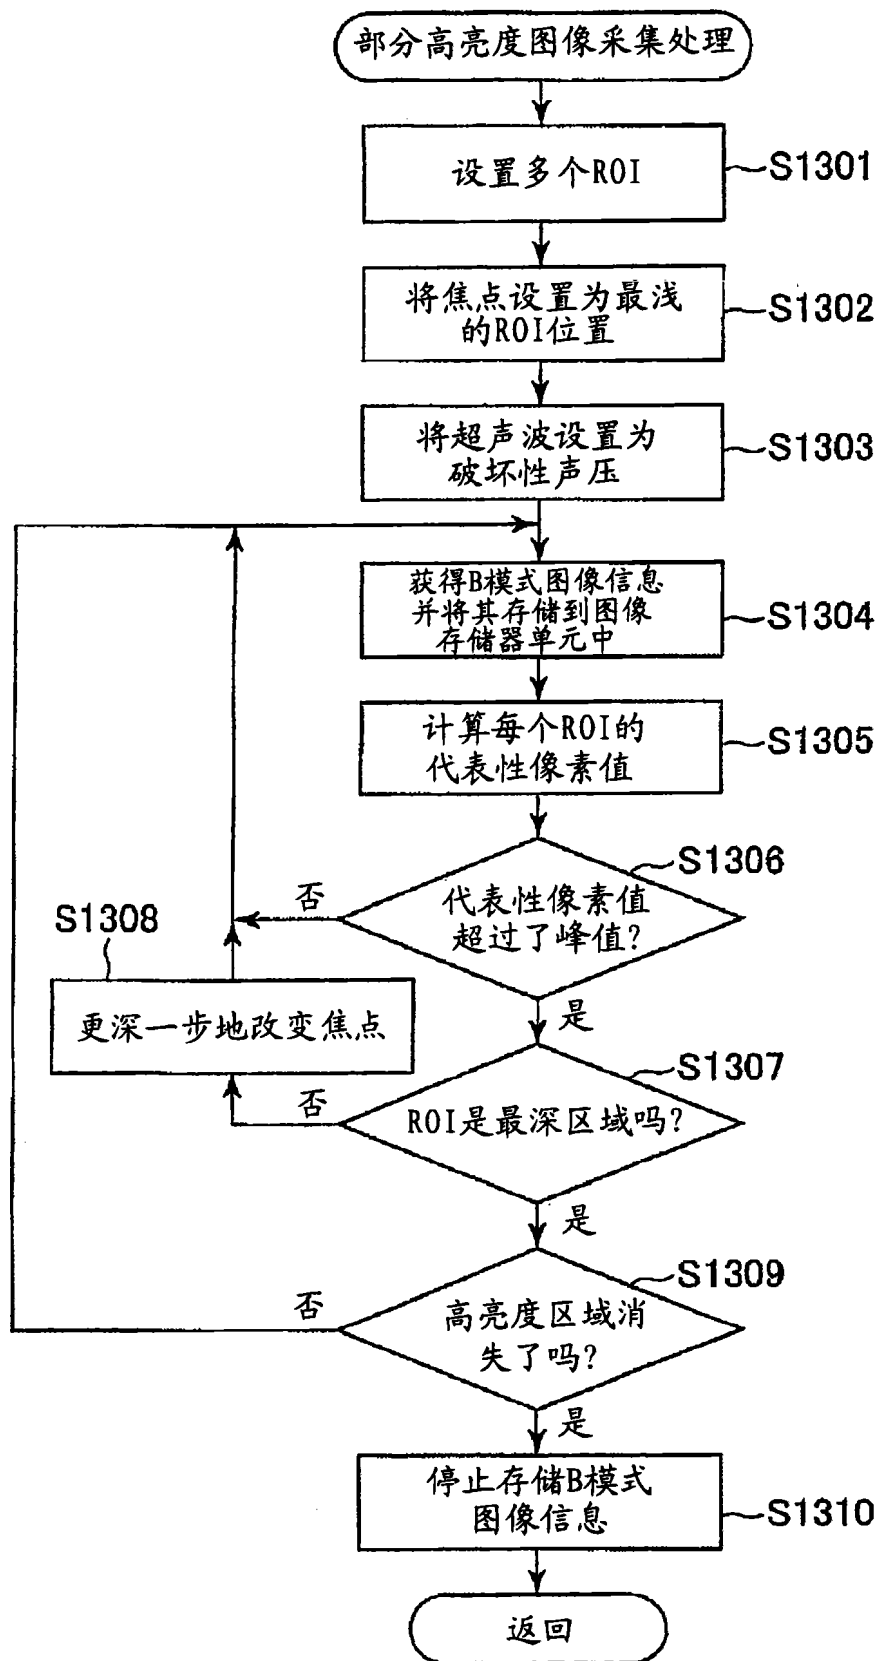 部分高亮度图像采集处理
设置多个ROI
S1301
将焦点设置为最浅
的ROI位置
S1302
将超声波设置为
破坏性声压
S1303
获得B模式图像信息
并将其存储到图像
存储器单元中
S1304
计算每个ROI的
代表性像素值
S1305
S1306
代表性像素值
超过了峰值?
否
是
S1308
更深一步地改变焦点
S1307
ROI是最深区域吗?
否
是
S1309
高亮度区域消
失了吗?
否
是
停止存储B模式
图像信息
S1310
返回